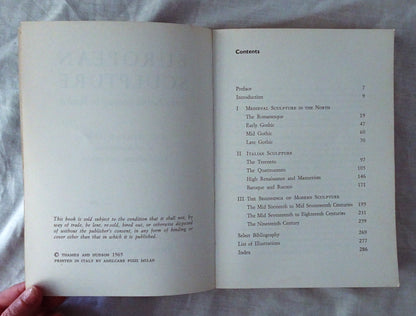 This book is sold subject to the condition that it shall not, by
way of trade, be lent, re-sold, hired out, or otherwise disposed
of without the publisher's consent, in any form of binding or
cover other than that in which it is published.
© THAMES AND HUDSON 1965
PRINTED IN ITALY BY AMILCARE PIZZI MILAN
Contents
Preface 7
Introduction 9
I MEDIEVAL SCULPTURE IN THE NORTH
The Romanesque 19
Early Gothic 47
Mid Gothic 60
Late Gothic 70
II ITALIAN SCULPTURE
The Trecento 97
The Quattrocento 105
High Renaissance and Mannerism 146
Baroque and Rococo 171
III THE BEGINNINGS OF MODERN SCULPTURE
The Mid Sixteenth to Mid Seventeenth Centuries 195
The Mid Seventeenth to Eighteenth Centuries 211
The Nineteenth Century 239
Select Bibliography 269
List of Illustrations 277
Index 286